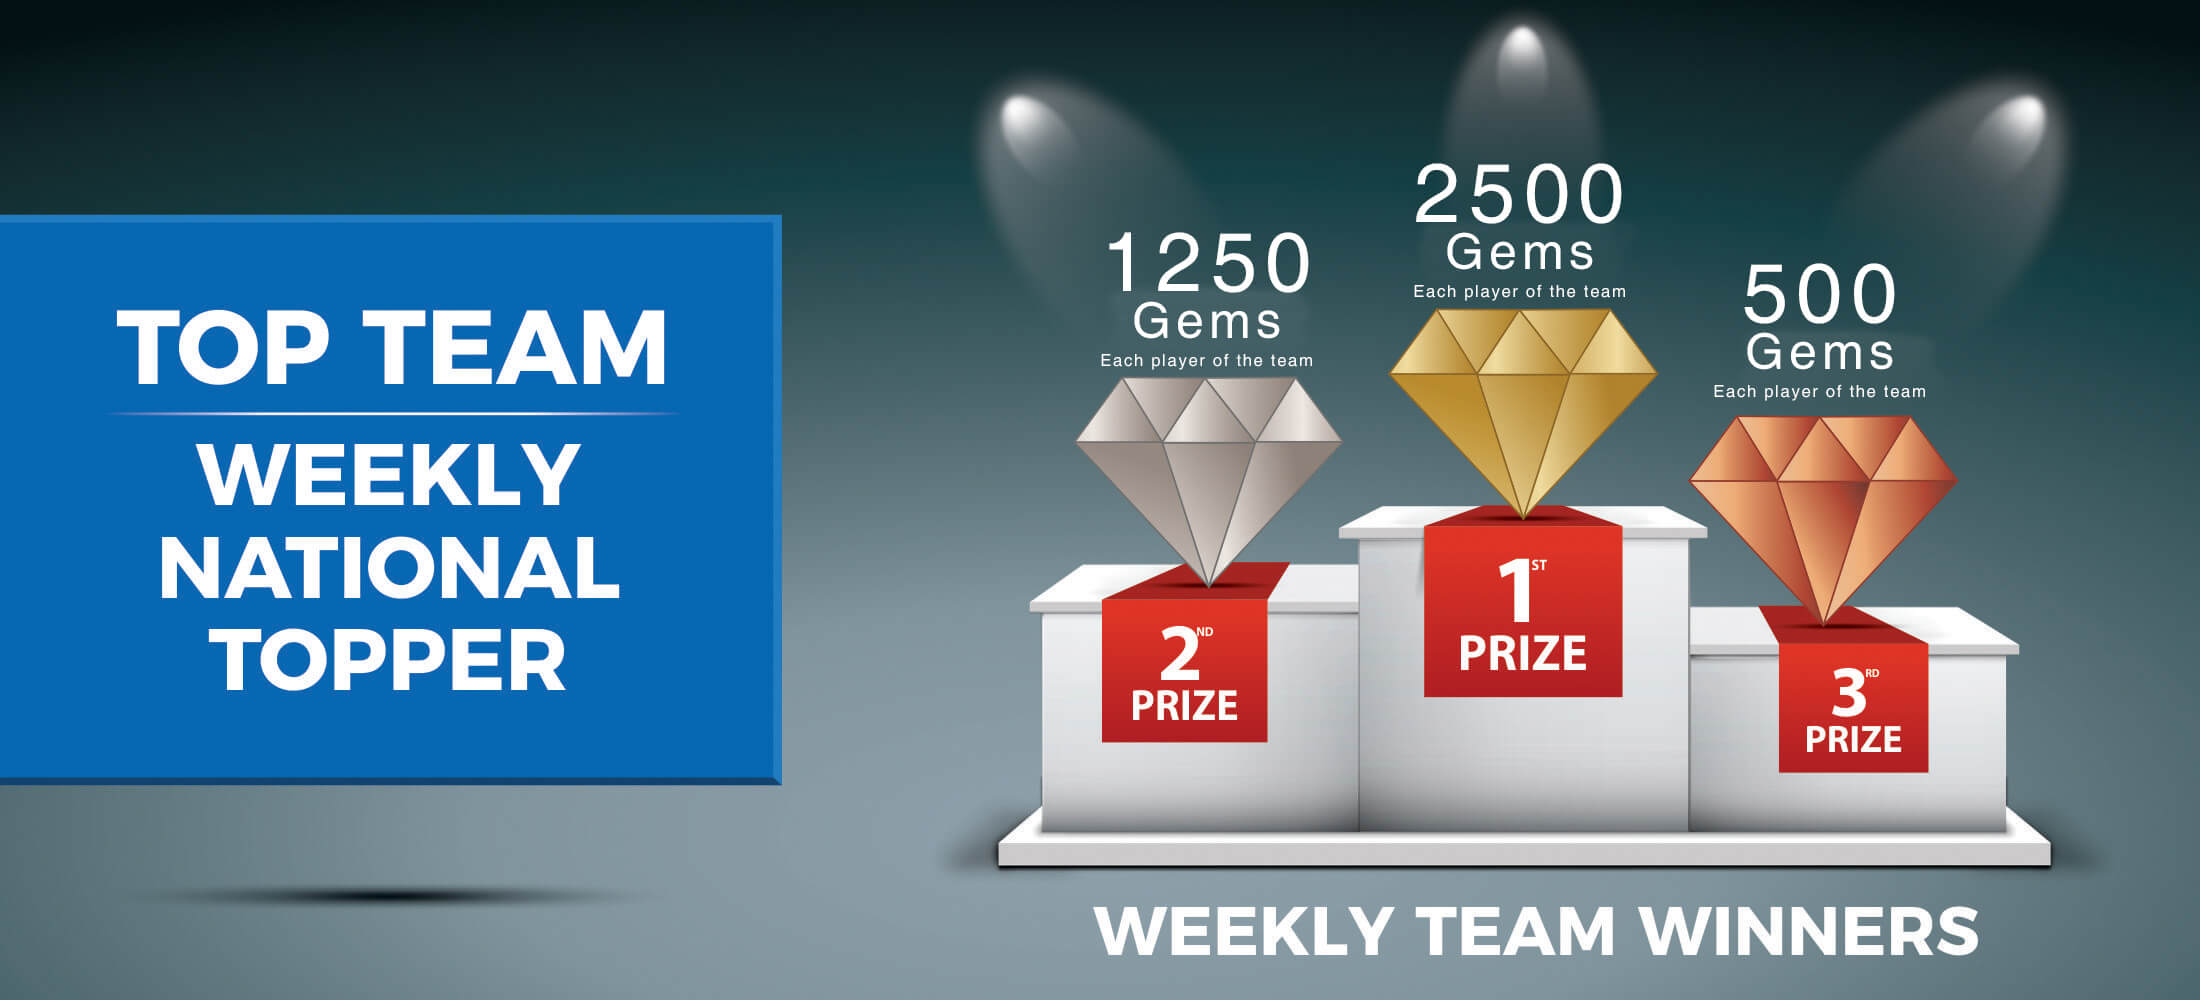 TOP TEAM
WEEKLY
NATIONAL
TOPPER
1250
Gems
Each player of the team
2ND
PRIZE
2500
Gems
Each player of the team
1ST
PRIZE
500
Gems
Each player of the team
3RD
PRIZE
WEEKLY TEAM WINNERS